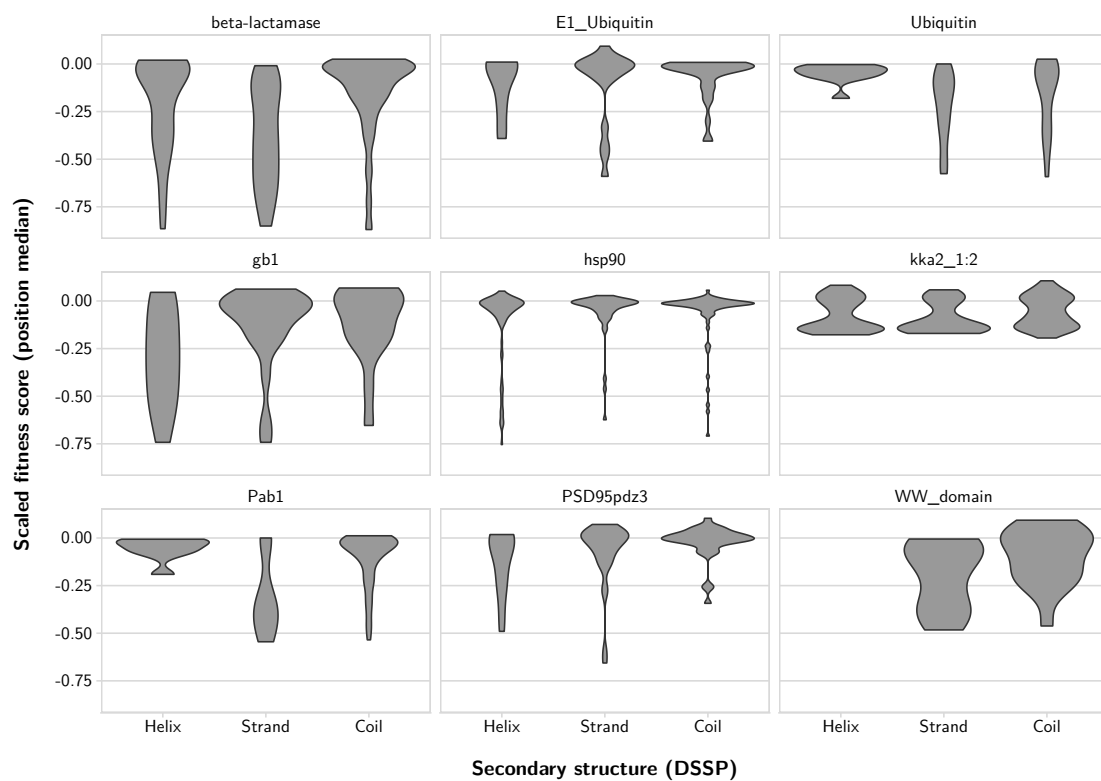 beta-lactamase E1_Ubiquitin Ubiquitin
0.00
-0.25
-0.50
-0.75
gb1 hsp90 kka2_1:2
0.00
-0.25
-0.50
-0.75
Pab1 PSD95pdz3 WW_domain
0.00
-0.25
-0.50
-0.75
Helix Strand Coil Helix Strand Coil Helix Strand Coil
Secondary structure (DSSP)
Scaled fitness score (position median)